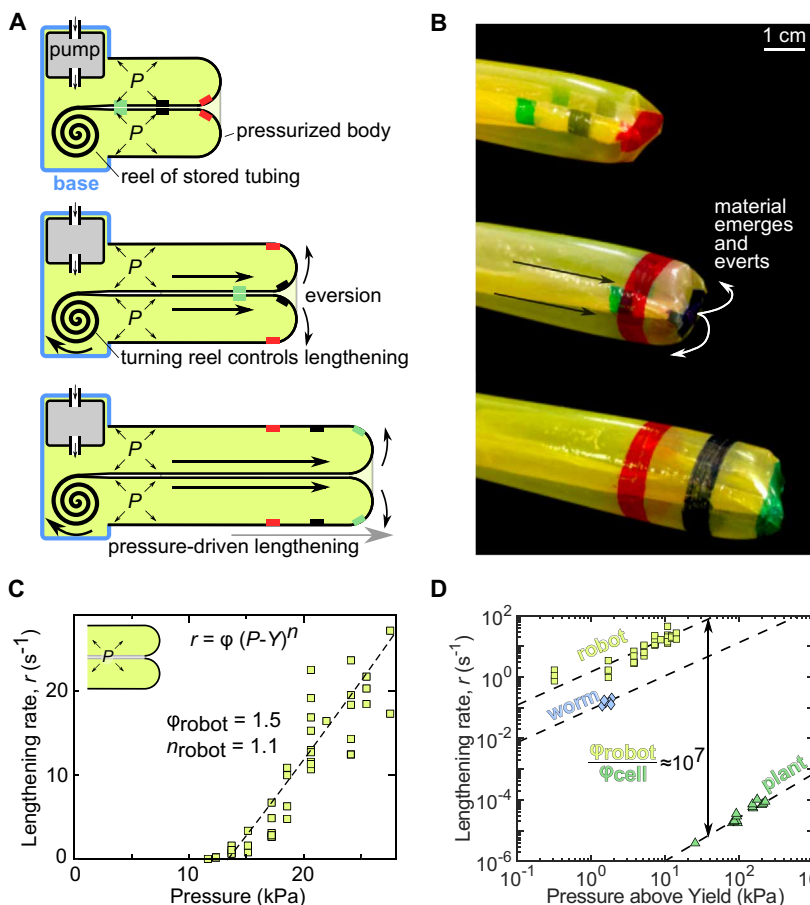 A
pump
P
P
pressurized body
reel of stored tubing
base
P
P
eversion
turning reel controls lengthening
P
P
pressure-driven lengthening
B
1 cm
material
emerges
and
everts
C
Lengthening rate, r (s⁻¹)
20
10
0
0
10
20
Pressure (kPa)
P
r = φ (P-Y)ⁿ
φrobot = 1.5
nrobot = 1.1
D
Lengthening rate, r (s⁻¹)
10²
10⁰
10⁻²
10⁻⁴
10⁻⁶
10⁻¹
10⁰
10¹
10²
Pressure above Yield (kPa)
robot
worm
φrobot
φcell
≈10⁷
plant